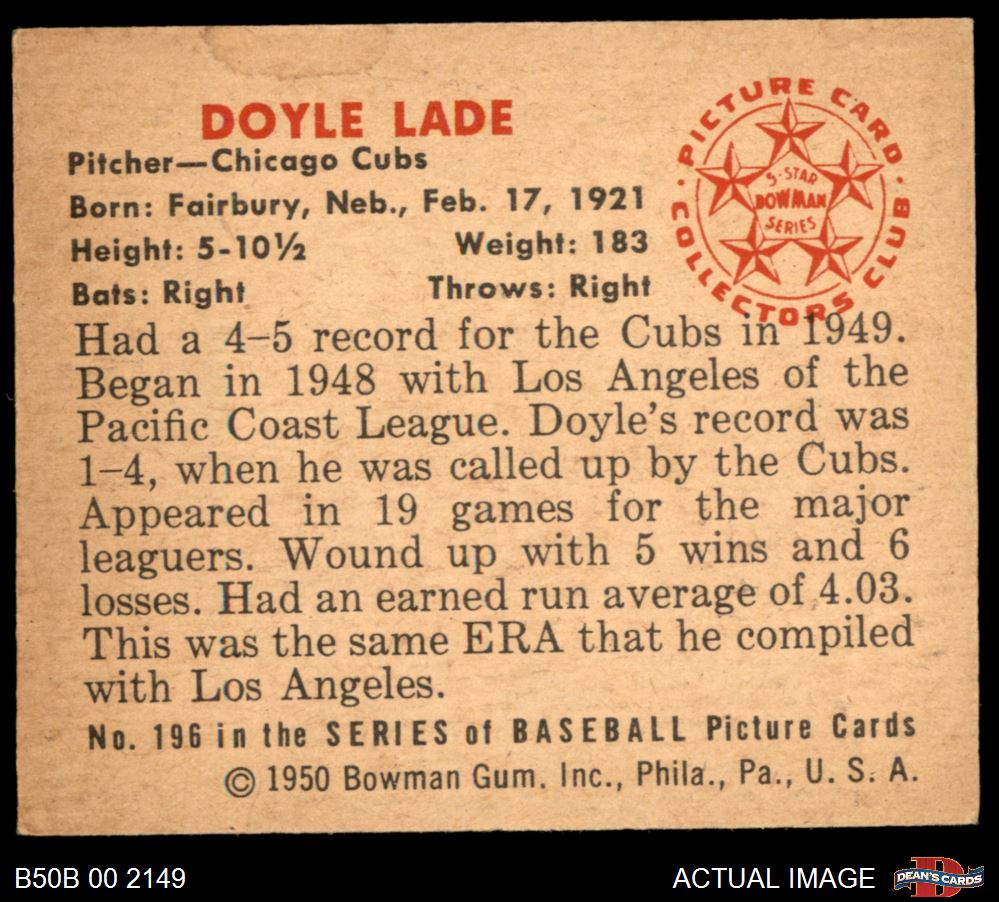 DOYLE LADE
Pitcher—Chicago Cubs
Born: Fairbury, Neb., Feb. 17, 1921
Height: 5-10½ Weight: 183
Bats: Right Throws: Right
· PICTURE CARD ·
COLLECTORS CLUB
5-STAR
BOWMAN
SERIES
Had a 4–5 record for the Cubs in 1949.
Began in 1948 with Los Angeles of the
Pacific Coast League. Doyle's record was
1–4, when he was called up by the Cubs.
Appeared in 19 games for the major
leaguers. Wound up with 5 wins and 6
losses. Had an earned run average of 4.03.
This was the same ERA that he compiled
with Los Angeles.
No. 196 in the SERIES of BASEBALL Picture Cards
© 1950 Bowman Gum. Inc., Phila., Pa., U. S. A.
B50B 00 2149
ACTUAL IMAGE
D
DEAN'S CARDS